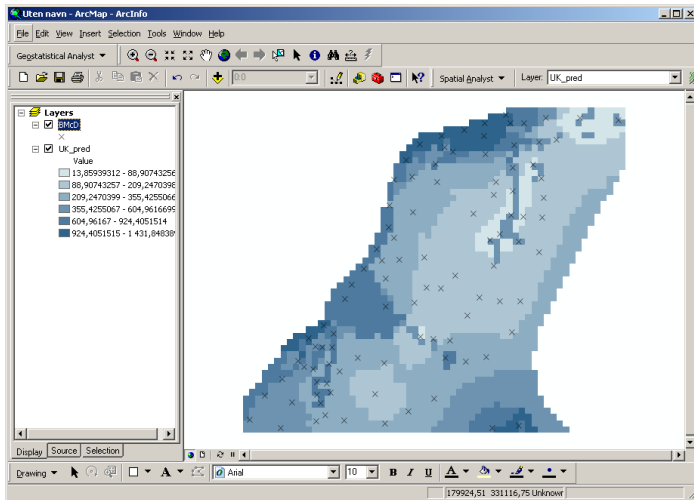 Uten navn - ArcMap - ArcInfo
File Edit View Insert Selection Tools Window Help
Geostatistical Analyst
Spatial Analyst Layer: UK_pred
Layers
BMcD
UK_pred
Value
13,85939312 - 88,90743256
88,90743257 - 209,2470398
209,2470399 - 355,4255066
355,4255067 - 604,9616699
604,96167 - 924,4051514
924,4051515 - 1 431,84838
Display Source Selection
Drawing Arial 10 B I U A
179924,51 331116,75 Unknowr